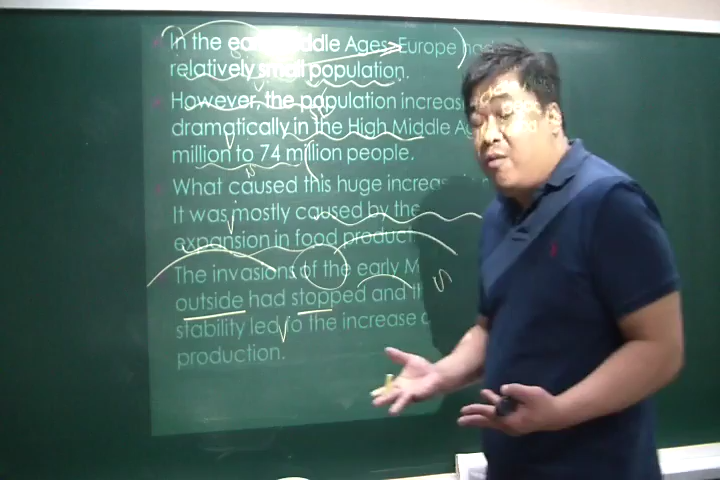 In the early Middle Ages, Europe had
relatively small population.
However, the population increas
dramatically in the High Middle Ag
million to 74 million people.
What caused this huge increas
It was mostly caused by the
expansion in food product
The invasions of the early M
outside had stopped and th
stability led to the increase
production.